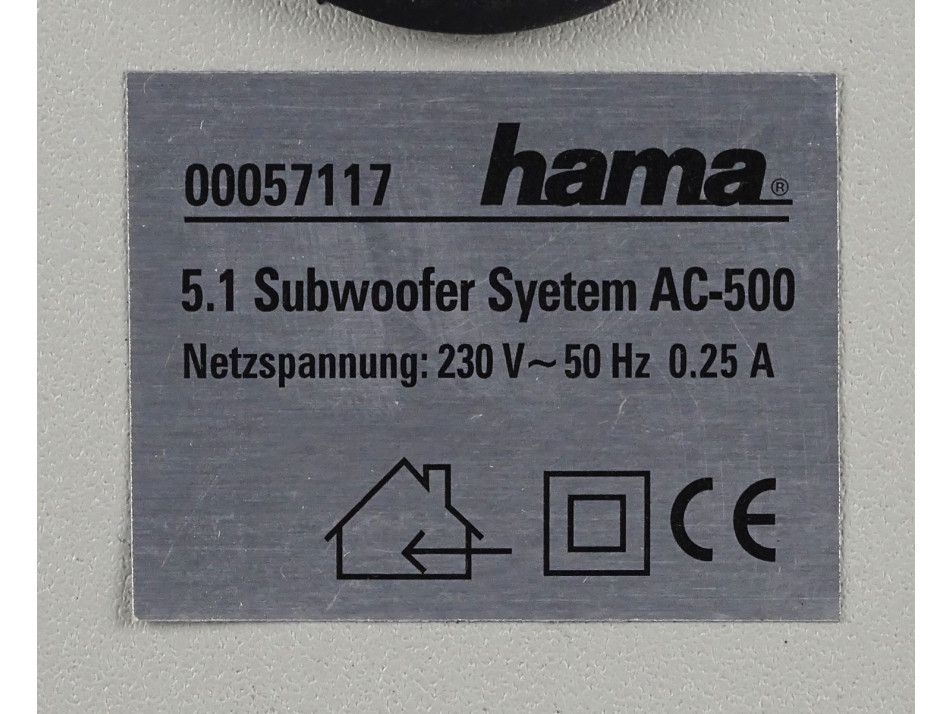 00057117 hama®
5.1 Subwoofer Syetem AC-500
Netzspannung: 230 V~ 50 Hz 0.25 A
CE